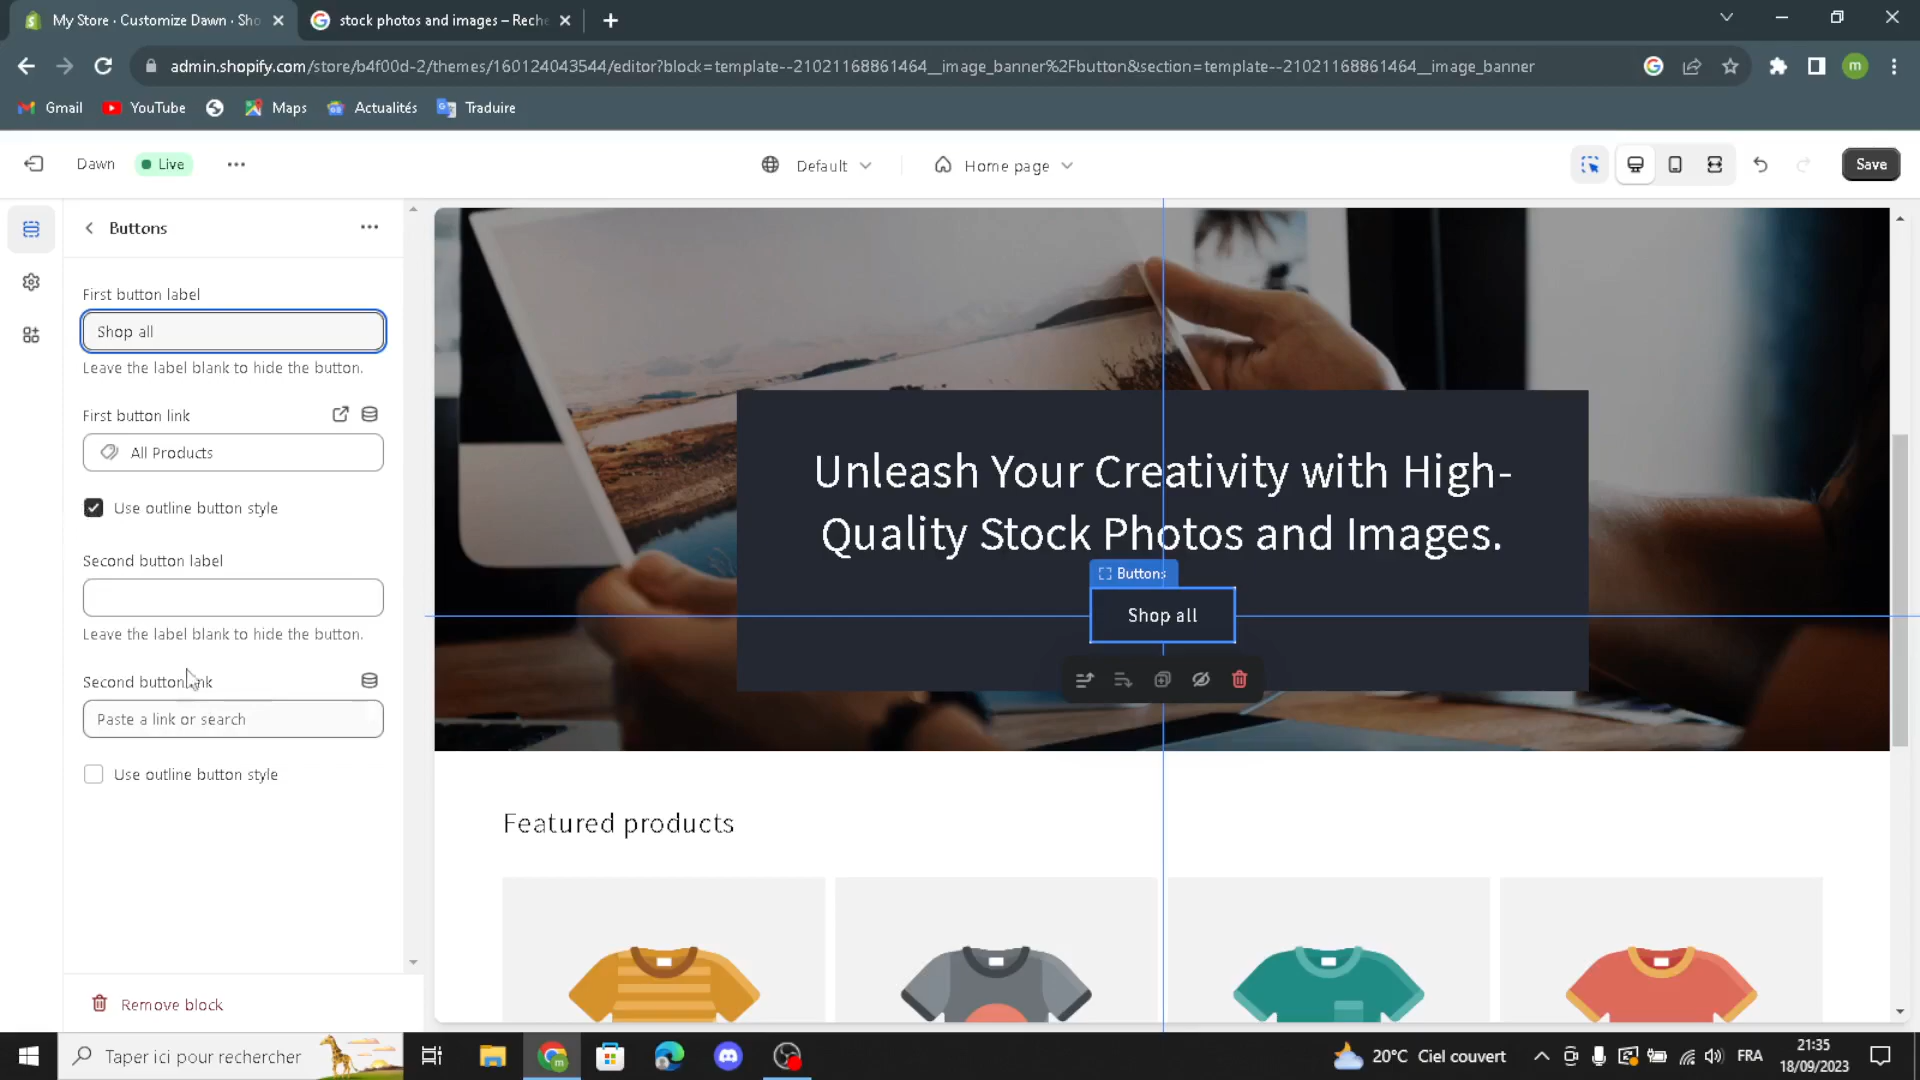 My Store · Customize Dawn · Sho
stock photos and images – Reche
admin.shopify.com/store/b4f00d-2/themes/160124043544/editor?block=template--21021168861464__image_banner%2Fbutton&section=template--21021168861464__image_banner
m
Gmail
YouTube
Maps
Actualités
Traduire
Dawn
Live
Default
Home page
Save
Buttons
First button label
Shop all
Leave the label blank to hide the button.
First button link
All Products
Use outline button style
Second button label
Leave the label blank to hide the button.
Second button link
Paste a link or search
Use outline button style
Remove block
Unleash Your Creativity with High-
Quality Stock Photos and Images.
Buttons
Shop all
Featured products
Taper ici pour rechercher
20°C Ciel couvert
FRA
21:35
18/09/2023